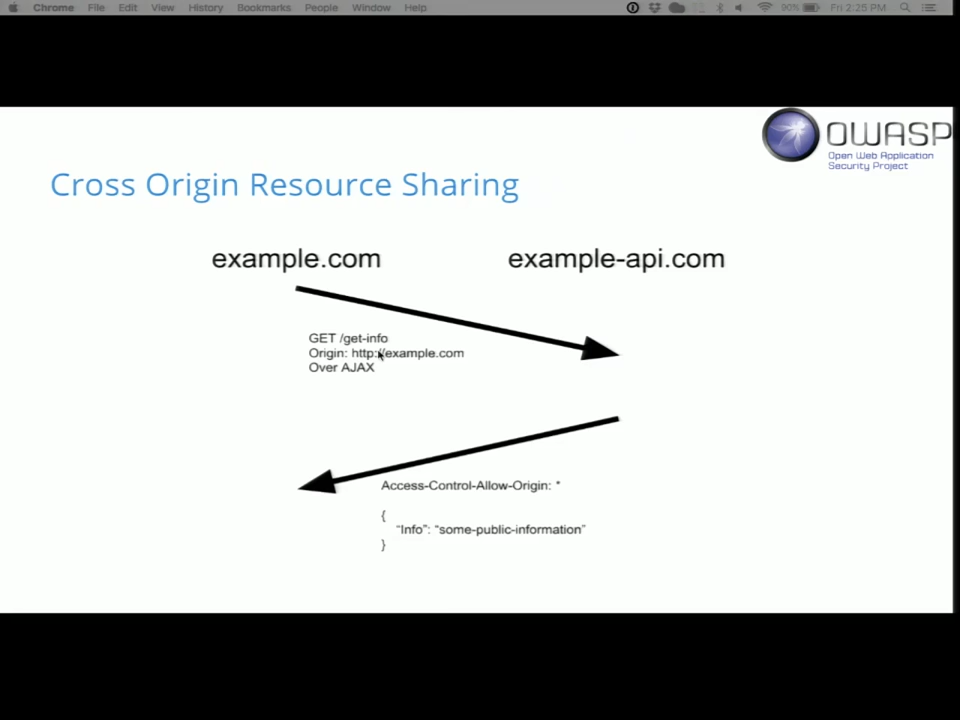 Chrome File Edit View History Bookmarks People Window Help 90% Fri 2:25 PM
OWASP
Open Web Application
Security Project
Cross Origin Resource Sharing
example.com example-api.com
GET /get-info
Origin: http://example.com
Over AJAX
Access-Control-Allow-Origin: *
{
“Info”: “some-public-information”
}